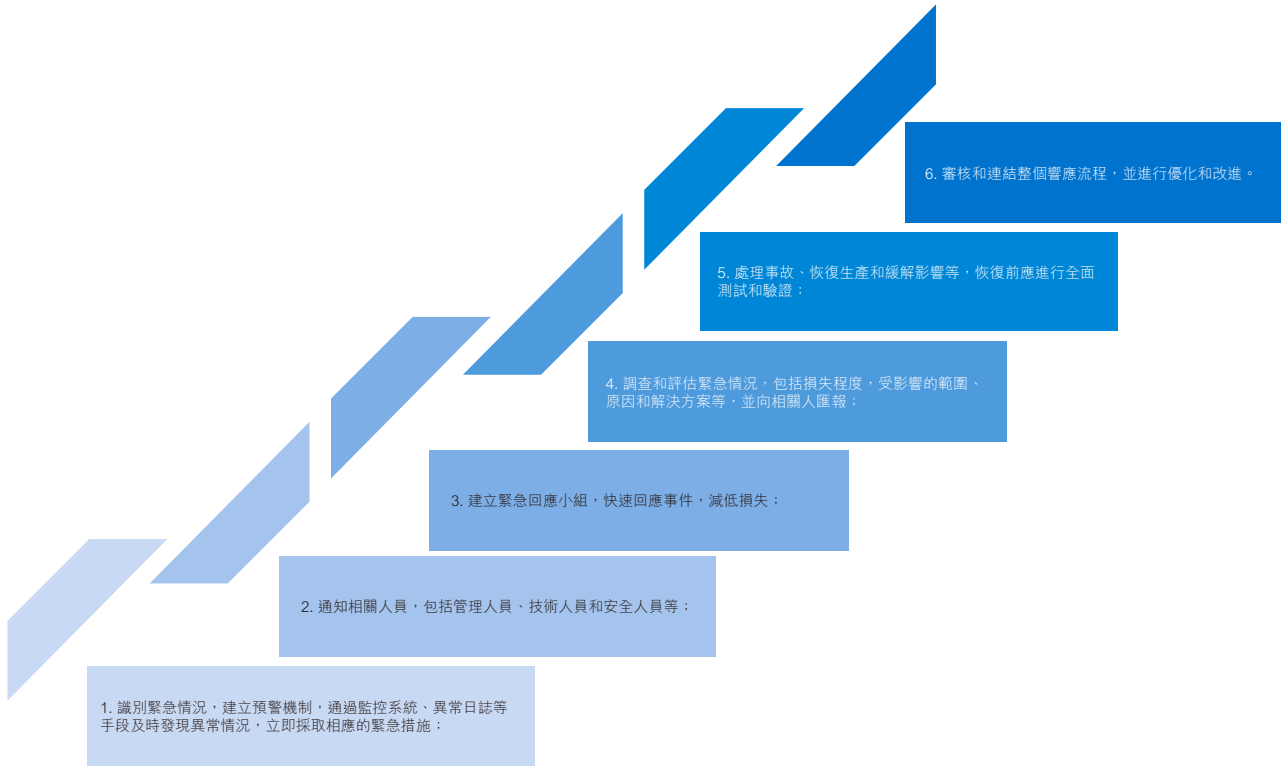 6. 審核和連結整個響應流程，並進行優化和改進。
5. 處理事故、恢復生產和緩解影響等，恢復前應進行全面
測試和驗證；
4. 調查和評估緊急情況，包括損失程度，受影響的範圍、
原因和解決方案等，並向相關人匯報；
3. 建立緊急回應小組，快速回應事件，減低損失；
2. 通知相關人員，包括管理人員、技術人員和安全人員等；
1. 識別緊急情況，建立預警機制，通過監控系統、異常日誌等
手段及時發現異常情況，立即採取相應的緊急措施；